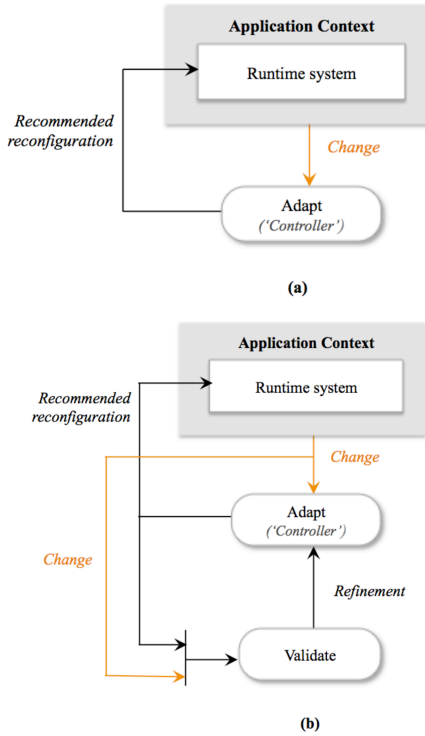 Application Context
Runtime system
Recommended
reconfiguration
Change
Adapt
(‘Controller’)
(a)
Application Context
Runtime system
Recommended
reconfiguration
Change
Adapt
(‘Controller’)
Change
Refinement
Validate
(b)